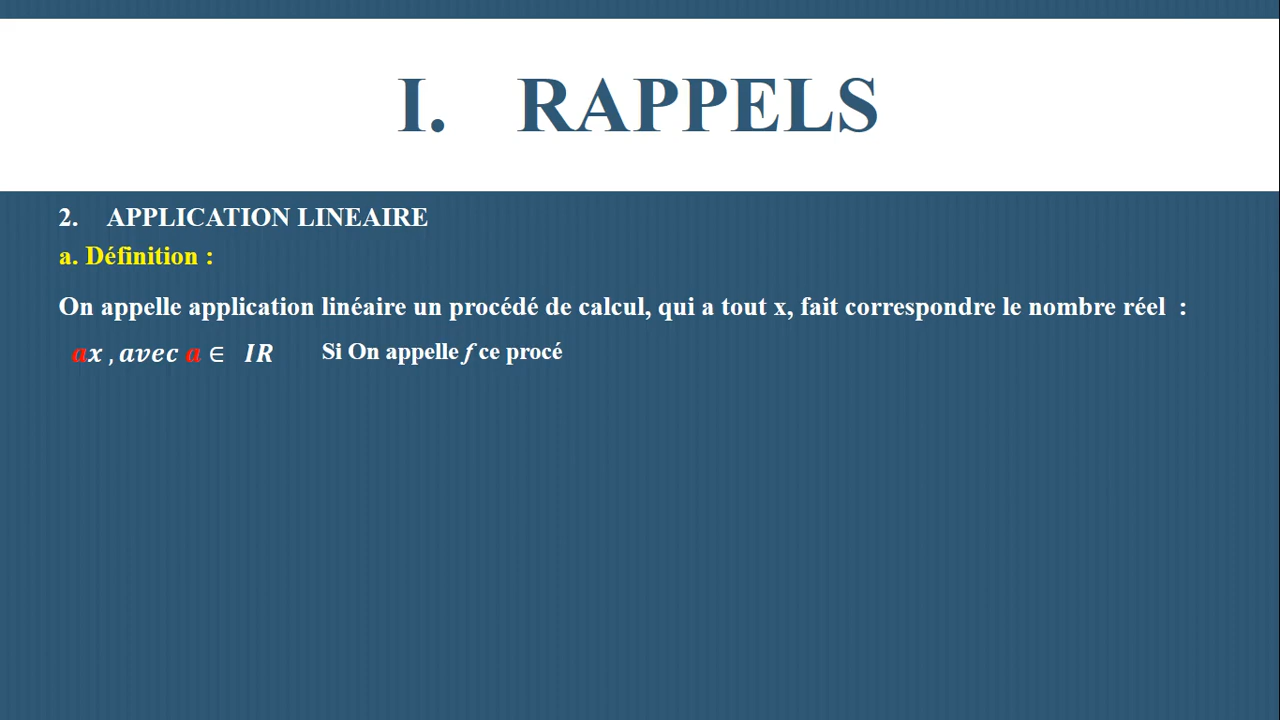 I. RAPPELS
2. APPLICATION LINEAIRE
a. Définition :
On appelle application linéaire un procédé de calcul, qui a tout x, fait correspondre le nombre réel :
ax , avec a ∈ IR Si On appelle f ce procé